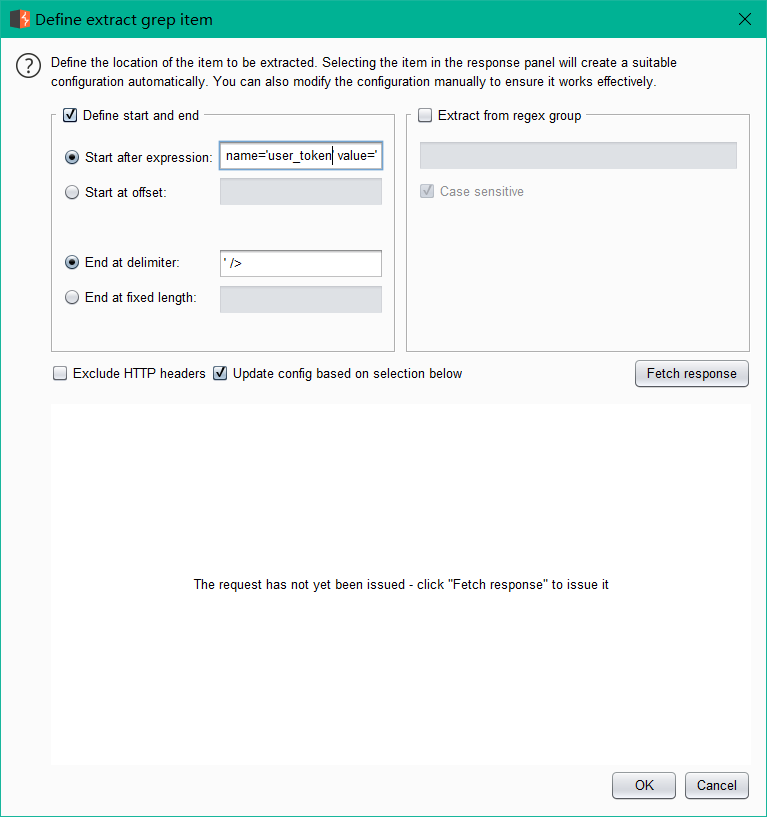 Define extract grep item
?
Define the location of the item to be extracted. Selecting the item in the response panel will create a suitable
configuration automatically. You can also modify the configuration manually to ensure it works effectively.
Define start and end
Start after expression: name='user_token' value='
Start at offset:
End at delimiter: ' />
End at fixed length:
Extract from regex group
Case sensitive
Exclude HTTP headers Update config based on selection below Fetch response
The request has not yet been issued - click "Fetch response" to issue it
OK Cancel